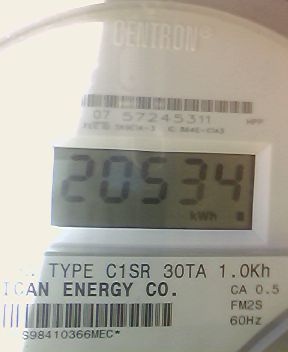 CENTRON®
07 57245311
20534
kWh
TYPE C1SR 30TA 1.0Kh
ICAN ENERGY CO.
CA 0.5
FM2S
60Hz
S98410366MEC*